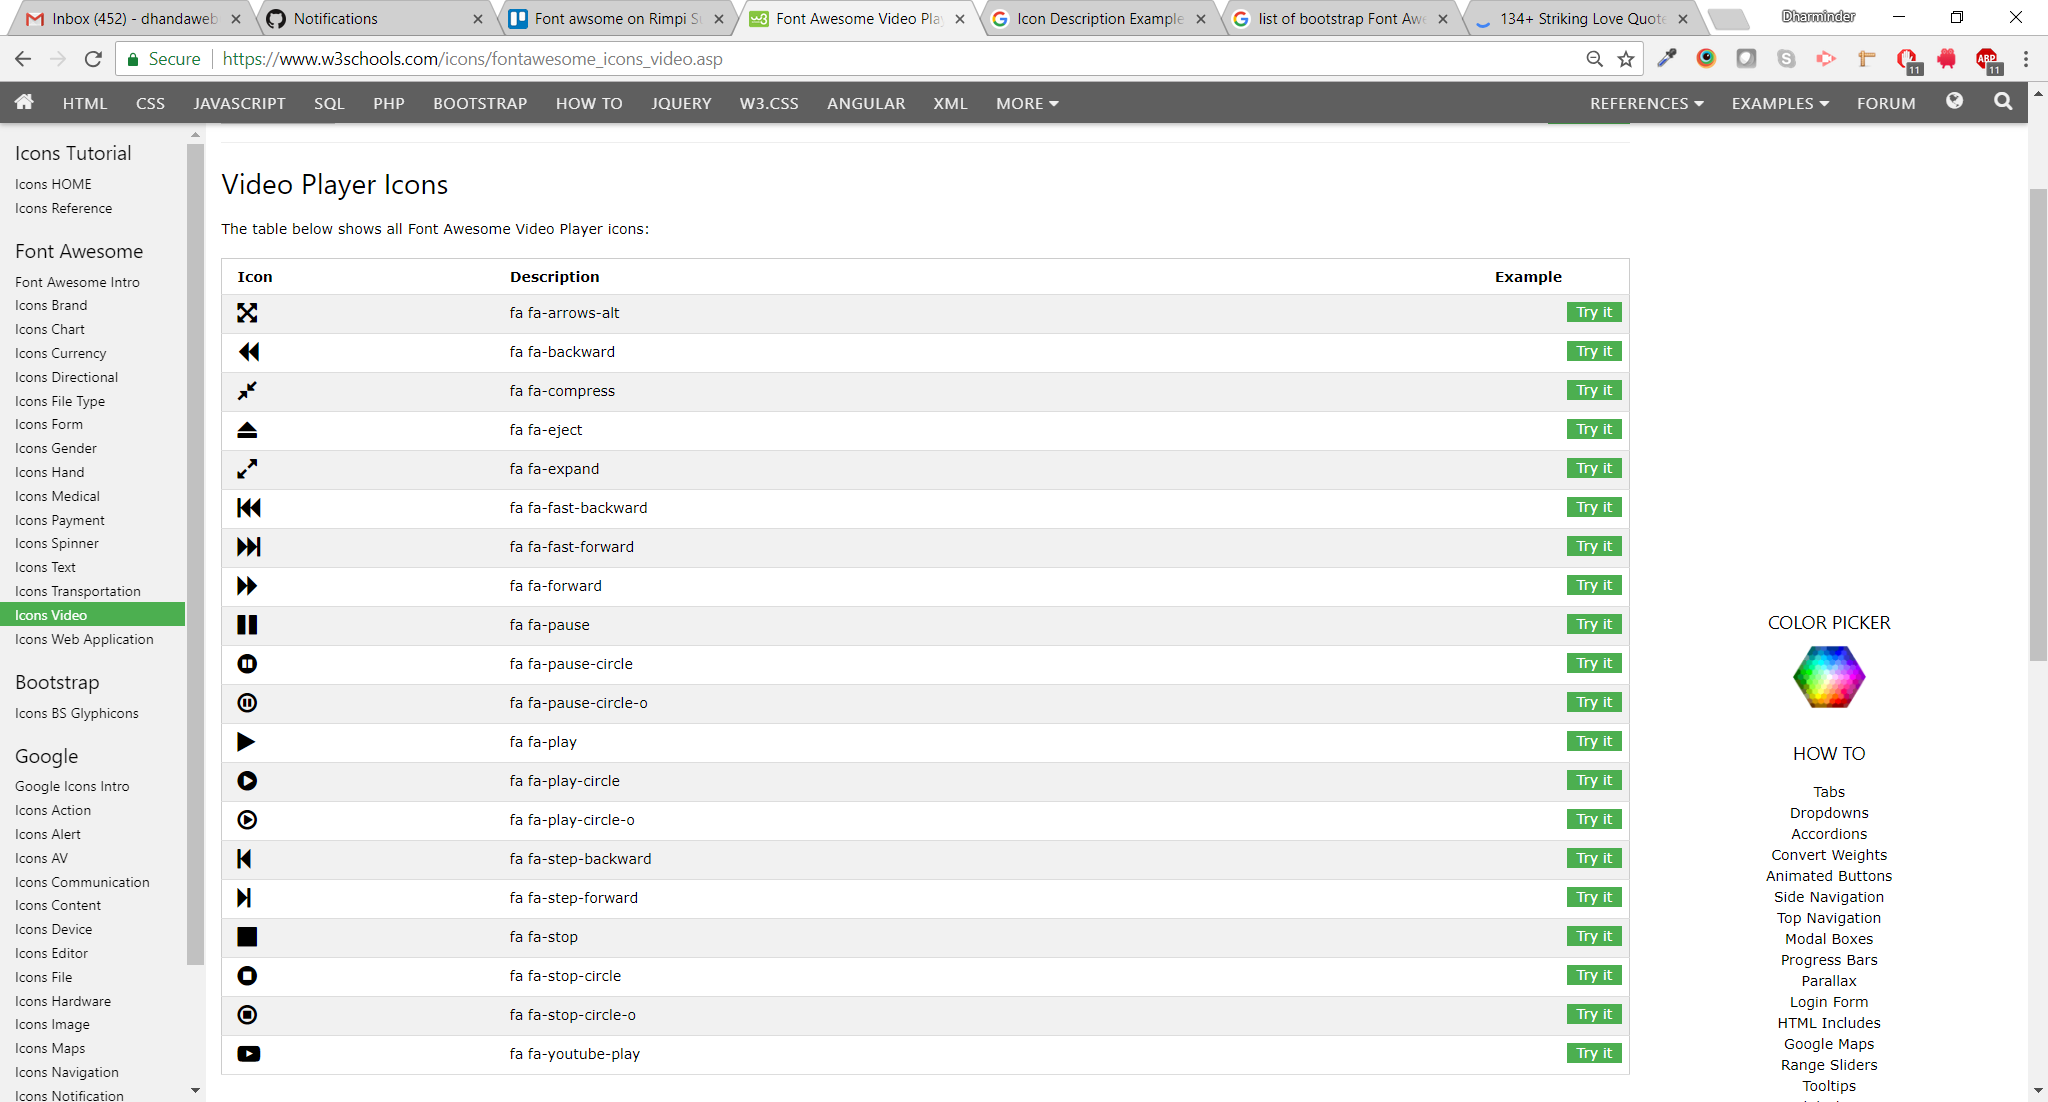 Inbox (452) - dhandaweb
Notifications
Font awsome on Rimpi S
Font Awesome Video Play
Icon Description Example
list of bootstrap Font Awe
134+ Striking Love Quote
Dharminder
Secure
https://www.w3schools.com/icons/fontawesome_icons_video.asp
11
ABP
11
HTML
CSS
JAVASCRIPT
SQL
PHP
BOOTSTRAP
HOW TO
JQUERY
W3.CSS
ANGULAR
XML
MORE
REFERENCES
EXAMPLES
FORUM
Icons Tutorial
Icons HOME
Icons Reference
Font Awesome
Font Awesome Intro
Icons Brand
Icons Chart
Icons Currency
Icons Directional
Icons File Type
Icons Form
Icons Gender
Icons Hand
Icons Medical
Icons Payment
Icons Spinner
Icons Text
Icons Transportation
Icons Video
Icons Web Application
Bootstrap
Icons BS Glyphicons
Google
Google Icons Intro
Icons Action
Icons Alert
Icons AV
Icons Communication
Icons Content
Icons Device
Icons Editor
Icons File
Icons Hardware
Icons Image
Icons Maps
Icons Navigation
Icons Notification
Video Player Icons
The table below shows all Font Awesome Video Player icons:
Icon Description Example
fa fa-arrows-alt Try it
fa fa-backward Try it
fa fa-compress Try it
fa fa-eject Try it
fa fa-expand Try it
fa fa-fast-backward Try it
fa fa-fast-forward Try it
fa fa-forward Try it
fa fa-pause Try it
fa fa-pause-circle Try it
fa fa-pause-circle-o Try it
fa fa-play Try it
fa fa-play-circle Try it
fa fa-play-circle-o Try it
fa fa-step-backward Try it
fa fa-step-forward Try it
fa fa-stop Try it
fa fa-stop-circle Try it
fa fa-stop-circle-o Try it
fa fa-youtube-play Try it
COLOR PICKER
HOW TO
Tabs
Dropdowns
Accordions
Convert Weights
Animated Buttons
Side Navigation
Top Navigation
Modal Boxes
Progress Bars
Parallax
Login Form
HTML Includes
Google Maps
Range Sliders
Tooltips